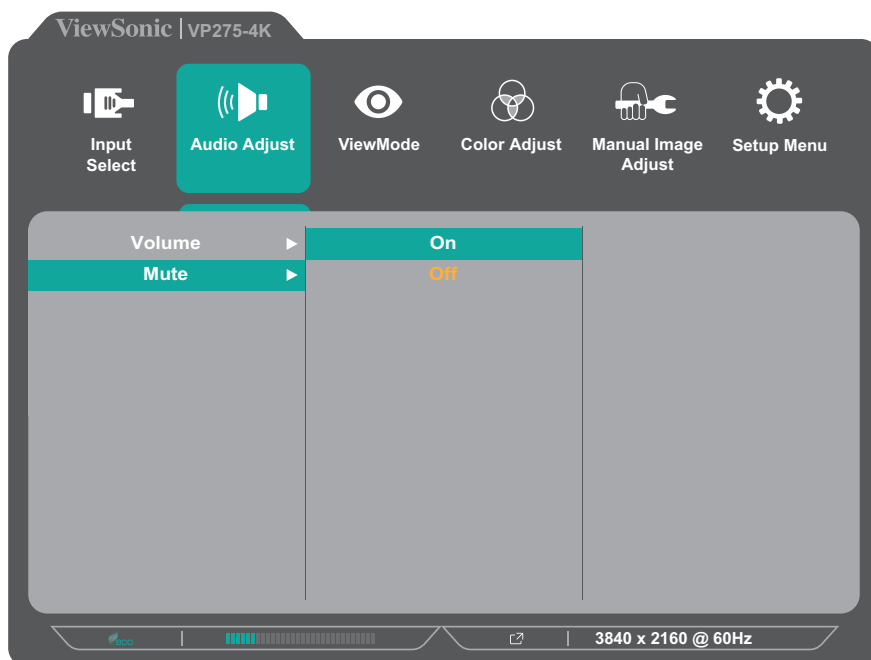 ViewSonic | VP275-4K
Input
Select
Audio Adjust
ViewMode
Color Adjust
Manual Image
Adjust
Setup Menu
Volume
On
Mute
Off
eco
3840 x 2160 @ 60Hz